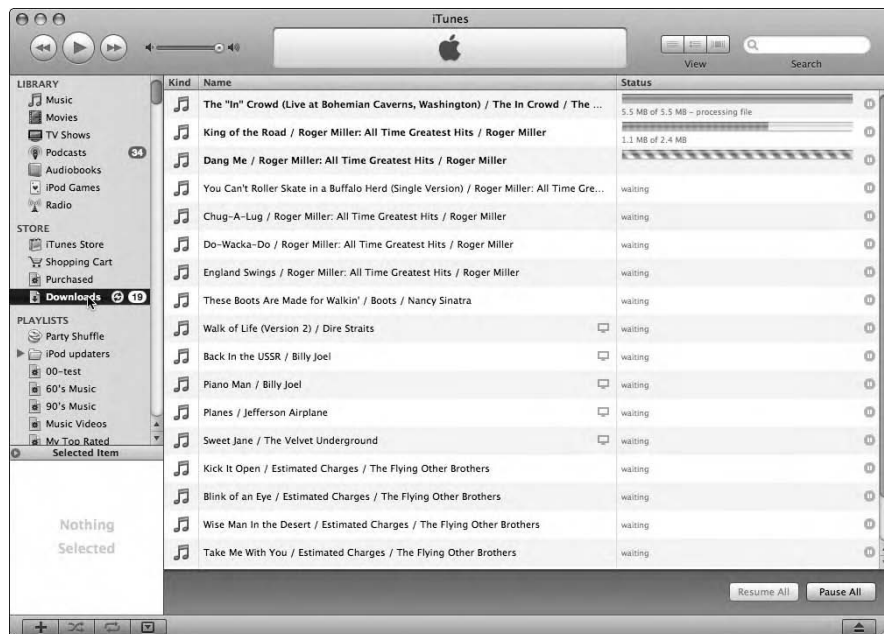 iTunes
View
Search
LIBRARY
Music
Movies
TV Shows
Podcasts 34
Audiobooks
iPod Games
Radio
STORE
iTunes Store
Shopping Cart
Purchased
Downloads 19
PLAYLISTS
Party Shuffle
iPod updaters
00-test
60's Music
90's Music
Music Videos
My Top Rated
Selected Item
Nothing
Selected
Kind Name Status
The "In" Crowd (Live at Bohemian Caverns, Washington) / The In Crowd / The ... 5.5 MB of 5.5 MB - processing file
King of the Road / Roger Miller: All Time Greatest Hits / Roger Miller 1.1 MB of 2.4 MB
Dang Me / Roger Miller: All Time Greatest Hits / Roger Miller
You Can't Roller Skate in a Buffalo Herd (Single Version) / Roger Miller: All Time Gre... waiting
Chug-A-Lug / Roger Miller: All Time Greatest Hits / Roger Miller waiting
Do-Wacka-Do / Roger Miller: All Time Greatest Hits / Roger Miller waiting
England Swings / Roger Miller: All Time Greatest Hits / Roger Miller waiting
These Boots Are Made for Walkin' / Boots / Nancy Sinatra waiting
Walk of Life (Version 2) / Dire Straits waiting
Back In the USSR / Billy Joel waiting
Piano Man / Billy Joel waiting
Planes / Jefferson Airplane waiting
Sweet Jane / The Velvet Underground waiting
Kick It Open / Estimated Charges / The Flying Other Brothers waiting
Blink of an Eye / Estimated Charges / The Flying Other Brothers waiting
Wise Man In the Desert / Estimated Charges / The Flying Other Brothers waiting
Take Me With You / Estimated Charges / The Flying Other Brothers waiting
Resume All Pause All